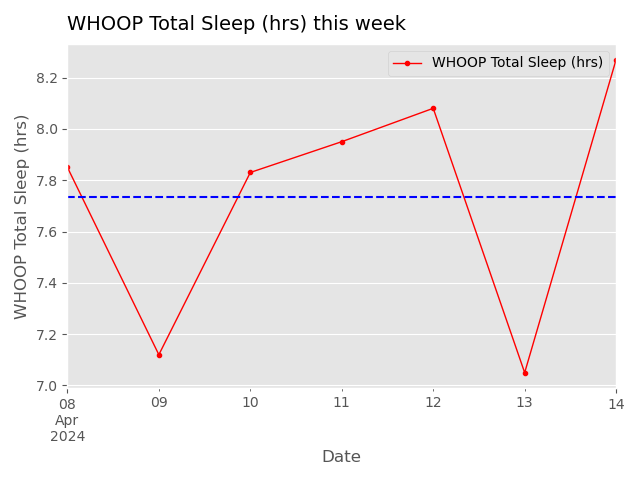 WHOOP Total Sleep (hrs) this week
WHOOP Total Sleep (hrs)
WHOOP Total Sleep (hrs)
8.2
8.0
7.8
7.6
7.4
7.2
7.0
08 09 10 11 12 13 14
Apr
2024
Date